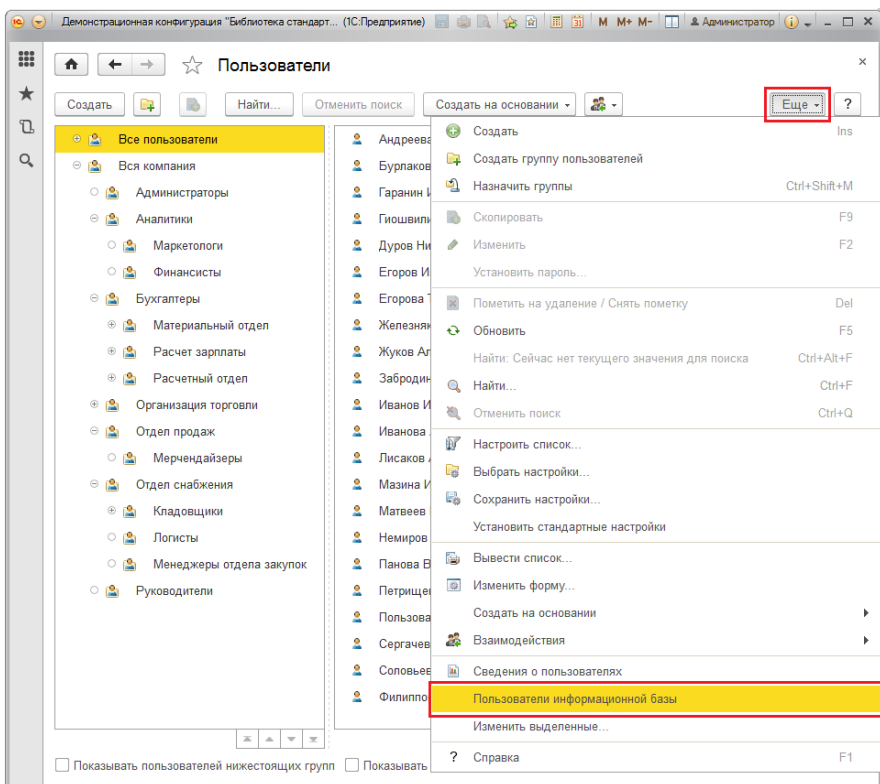 Демонстрационная конфигурация "Библиотека стандарт... (1С:Предприятие)
M M+ M-
Администратор
Пользователи
Создать
Найти...
Отменить поиск
Создать на основании
Еще
?
Все пользователи
Вся компания
Администраторы
Аналитики
Маркетологи
Финансисты
Бухгалтеры
Материальный отдел
Расчет зарплаты
Расчетный отдел
Организация торговли
Отдел продаж
Мерчендайзеры
Отдел снабжения
Кладовщики
Логисты
Менеджеры отдела закупок
Руководители
Андреева
Бурлаков
Гаранин
Гиошвили
Дуров Ни
Егоров И
Егорова
Железняк
Жуков Ал
Забродин
Иванов И
Иванова
Лисаков
Мазина И
Матвеев
Немиров
Панова В
Петрище
Пользова
Сергачев
Соловьев
Филиппо
Создать Ins
Создать группу пользователей
Назначить группы Ctrl+Shift+M
Скопировать F9
Изменить F2
Установить пароль...
Пометить на удаление / Снять пометку Del
Обновить F5
Найти: Сейчас нет текущего значения для поиска Ctrl+Alt+F
Найти... Ctrl+F
Отменить поиск Ctrl+Q
Настроить список...
Выбрать настройки...
Сохранить настройки...
Установить стандартные настройки
Вывести список...
Изменить форму...
Создать на основании
Взаимодействия
Сведения о пользователях
Пользователи информационной базы
Изменить выделенные...
? Справка F1
Показывать пользователей нижестоящих групп
Показывать